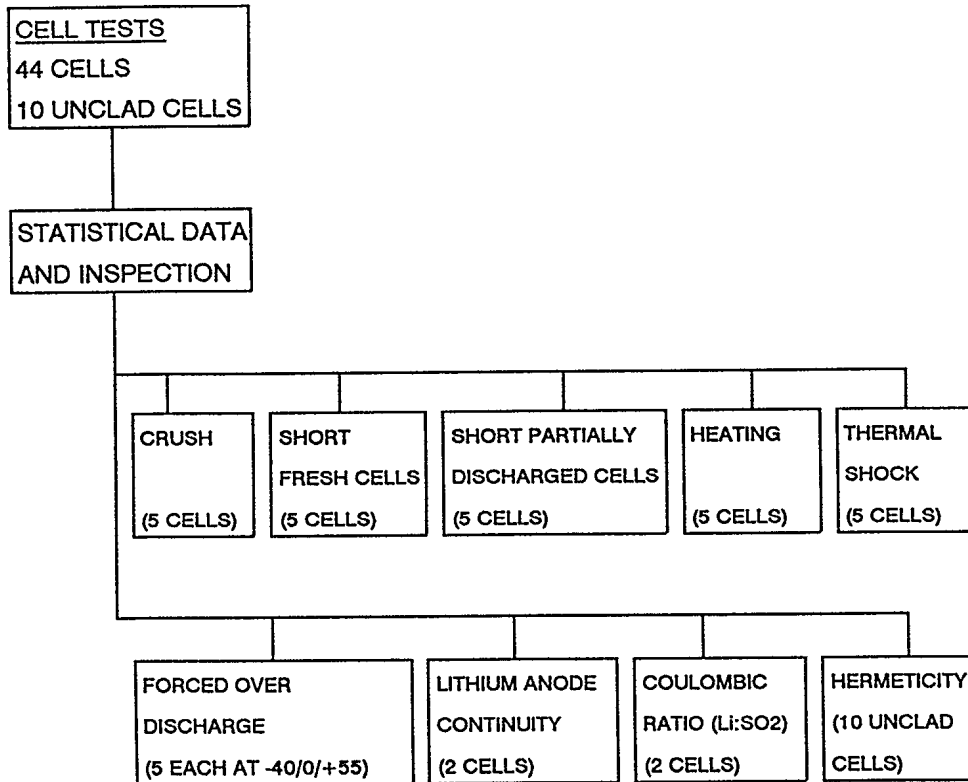 CELL TESTS
44 CELLS
10 UNCLAD CELLS
STATISTICAL DATA
AND INSPECTION
CRUSH
(5 CELLS)
SHORT
FRESH CELLS
(5 CELLS)
SHORT PARTIALLY
DISCHARGED CELLS
(5 CELLS)
HEATING
(5 CELLS)
THERMAL
SHOCK
(5 CELLS)
FORCED OVER
DISCHARGE
(5 EACH AT -40/0/+55)
LITHIUM ANODE
CONTINUITY
(2 CELLS)
COULOMBIC
RATIO (Li:SO2)
(2 CELLS)
HERMETICITY
(10 UNCLAD
CELLS)